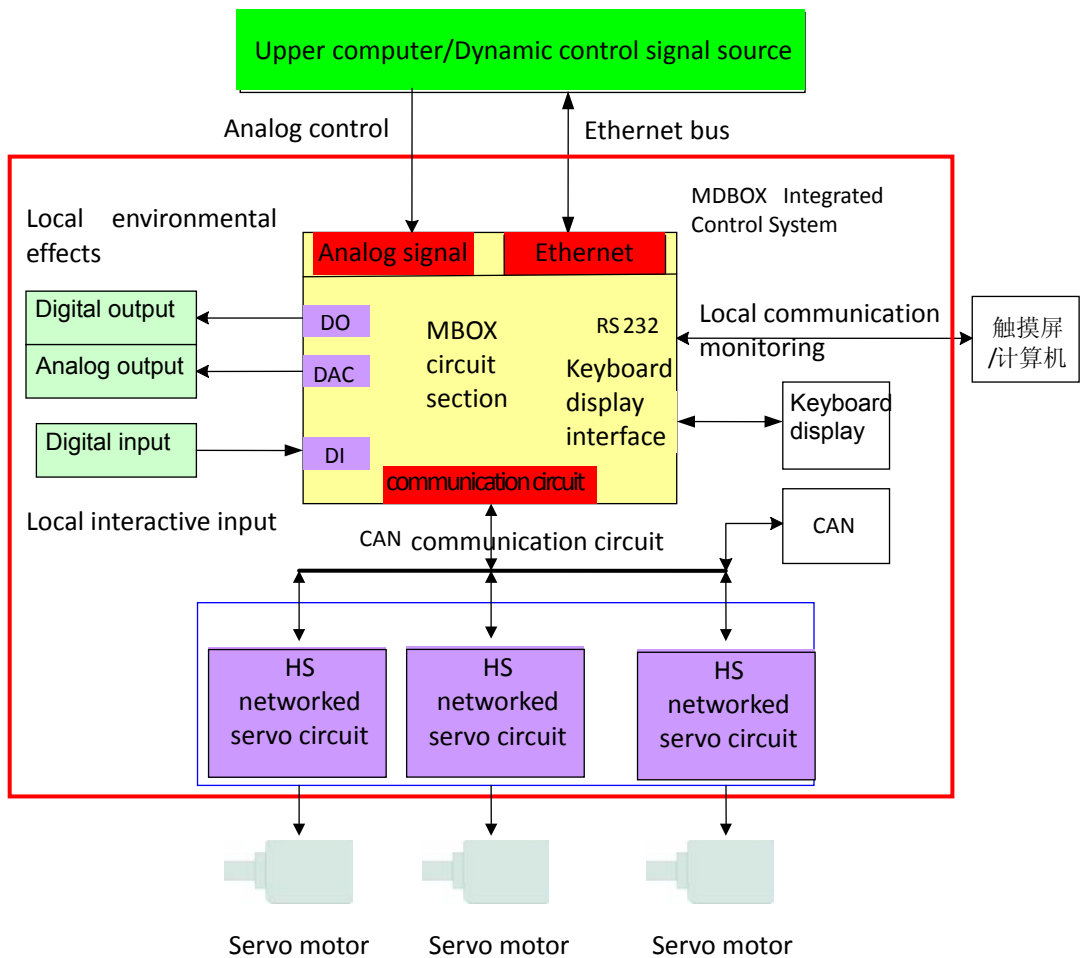 Upper computer/Dynamic control signal source
Analog control
Ethernet bus
MDBOX Integrated
Control System
Local environmental
effects
Analog signal
Ethernet
Digital output
Analog output
DO
DAC
MBOX
circuit
section
RS232
Keyboard
display
interface
Local communication
monitoring
触摸屏
/计算机
Keyboard
display
Digital input
DI
communication circuit
Local interactive input
CAN communication circuit
CAN
HS
networked
servo circuit
HS
networked
servo circuit
HS
networked
servo circuit
Servo motor
Servo motor
Servo motor